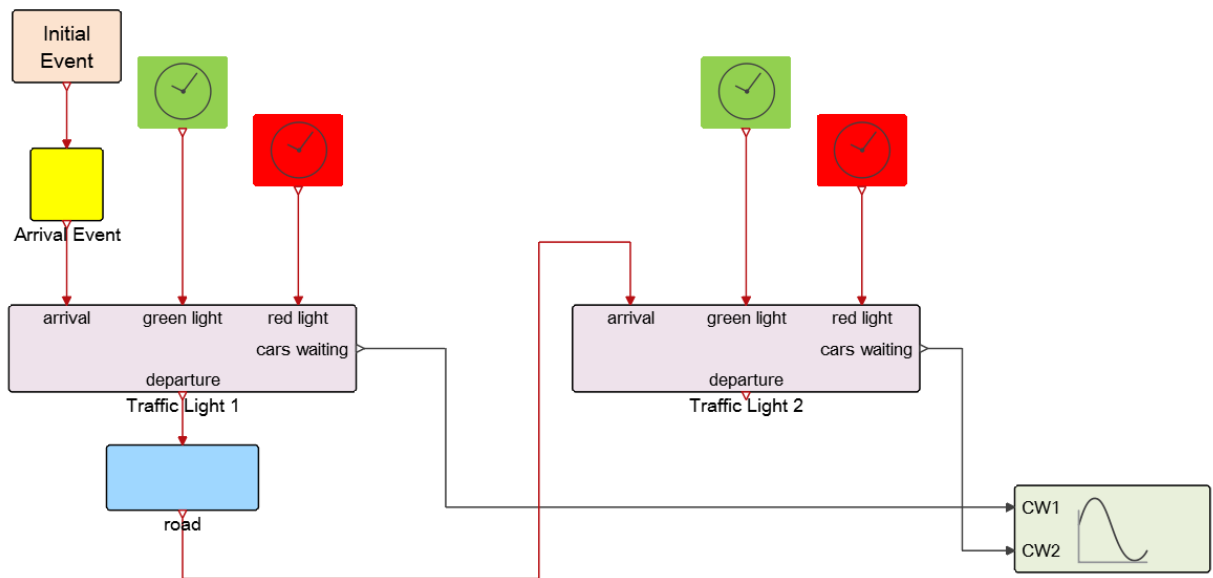 Initial
Event
Arrival Event
arrival green light red light
cars waiting
departure
Traffic Light 1
road
arrival green light red light
cars waiting
departure
Traffic Light 2
CW1
CW2